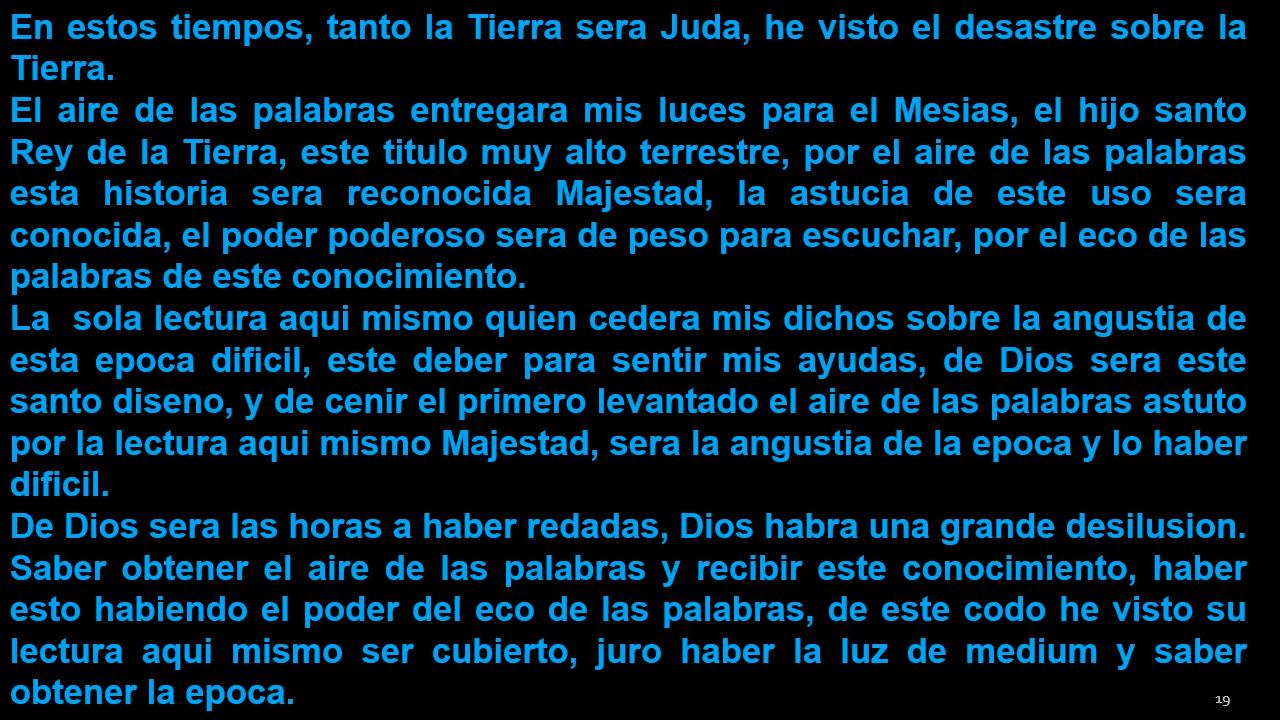 En estos tiempos, tanto la Tierra sera Juda, he visto el desastre sobre la
Tierra.
El aire de las palabras entregara mis luces para el Mesias, el hijo santo
Rey de la Tierra, este titulo muy alto terrestre, por el aire de las palabras
esta historia sera reconocida Majestad, la astucia de este uso sera
conocida, el poder poderoso sera de peso para escuchar, por el eco de las
palabras de este conocimiento.
La  sola lectura aqui mismo quien cedera mis dichos sobre la angustia de
esta epoca dificil, este deber para sentir mis ayudas, de Dios sera este
santo diseno, y de cenir el primero levantado el aire de las palabras astuto
por la lectura aqui mismo Majestad, sera la angustia de la epoca y lo haber
dificil.
De Dios sera las horas a haber redadas, Dios habra una grande desilusion.
Saber obtener el aire de las palabras y recibir este conocimiento, haber
esto habiendo el poder del eco de las palabras, de este codo he visto su
lectura aqui mismo ser cubierto, juro haber la luz de medium y saber
obtener la epoca.
19